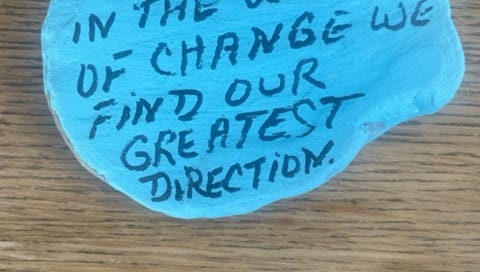 IN THE
OF CHANGE WE
FIND OUR
GREATEST
DIRECTION.